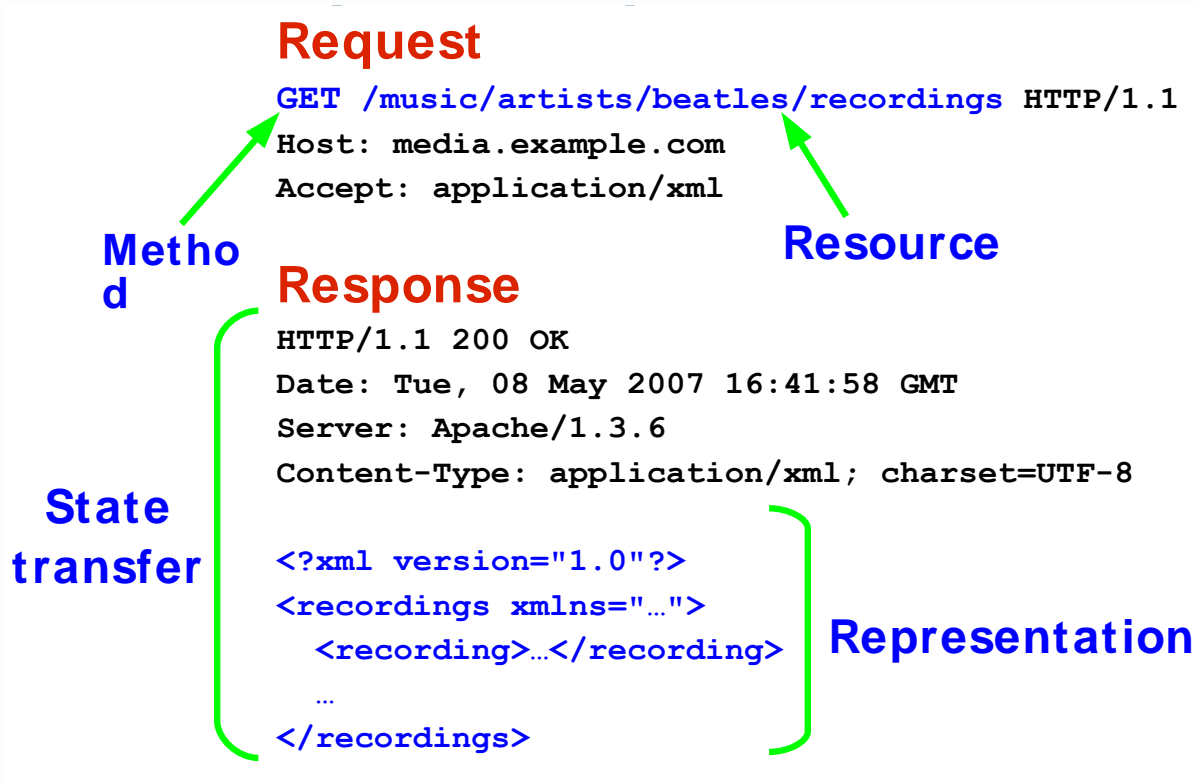 Request
GET /music/artists/beatles/recordings HTTP/1.1
Host: media.example.com
Accept: application/xml
Metho
d
Resource
Response
HTTP/1.1 200 OK
Date: Tue, 08 May 2007 16:41:58 GMT
Server: Apache/1.3.6
Content-Type: application/xml; charset=UTF-8
State
transfer
<?xml version="1.0"?>
<recordings xmlns="…">
<recording>…</recording>
…
</recordings>
Representation